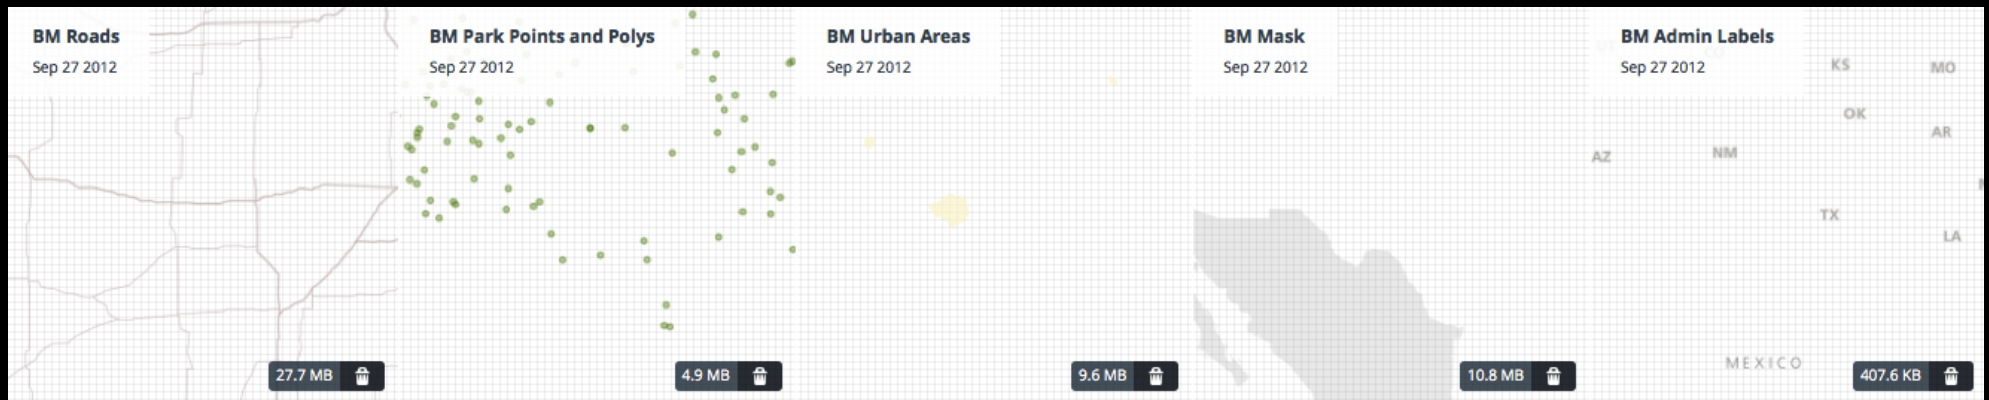 BM Roads
Sep 27 2012
27.7 MB
BM Park Points and Polys
Sep 27 2012
4.9 MB
BM Urban Areas
Sep 27 2012
9.6 MB
BM Mask
Sep 27 2012
10.8 MB
BM Admin Labels
Sep 27 2012
KS
MO
OK
AR
AZ
NM
TX
LA
MEXICO
407.6 KB